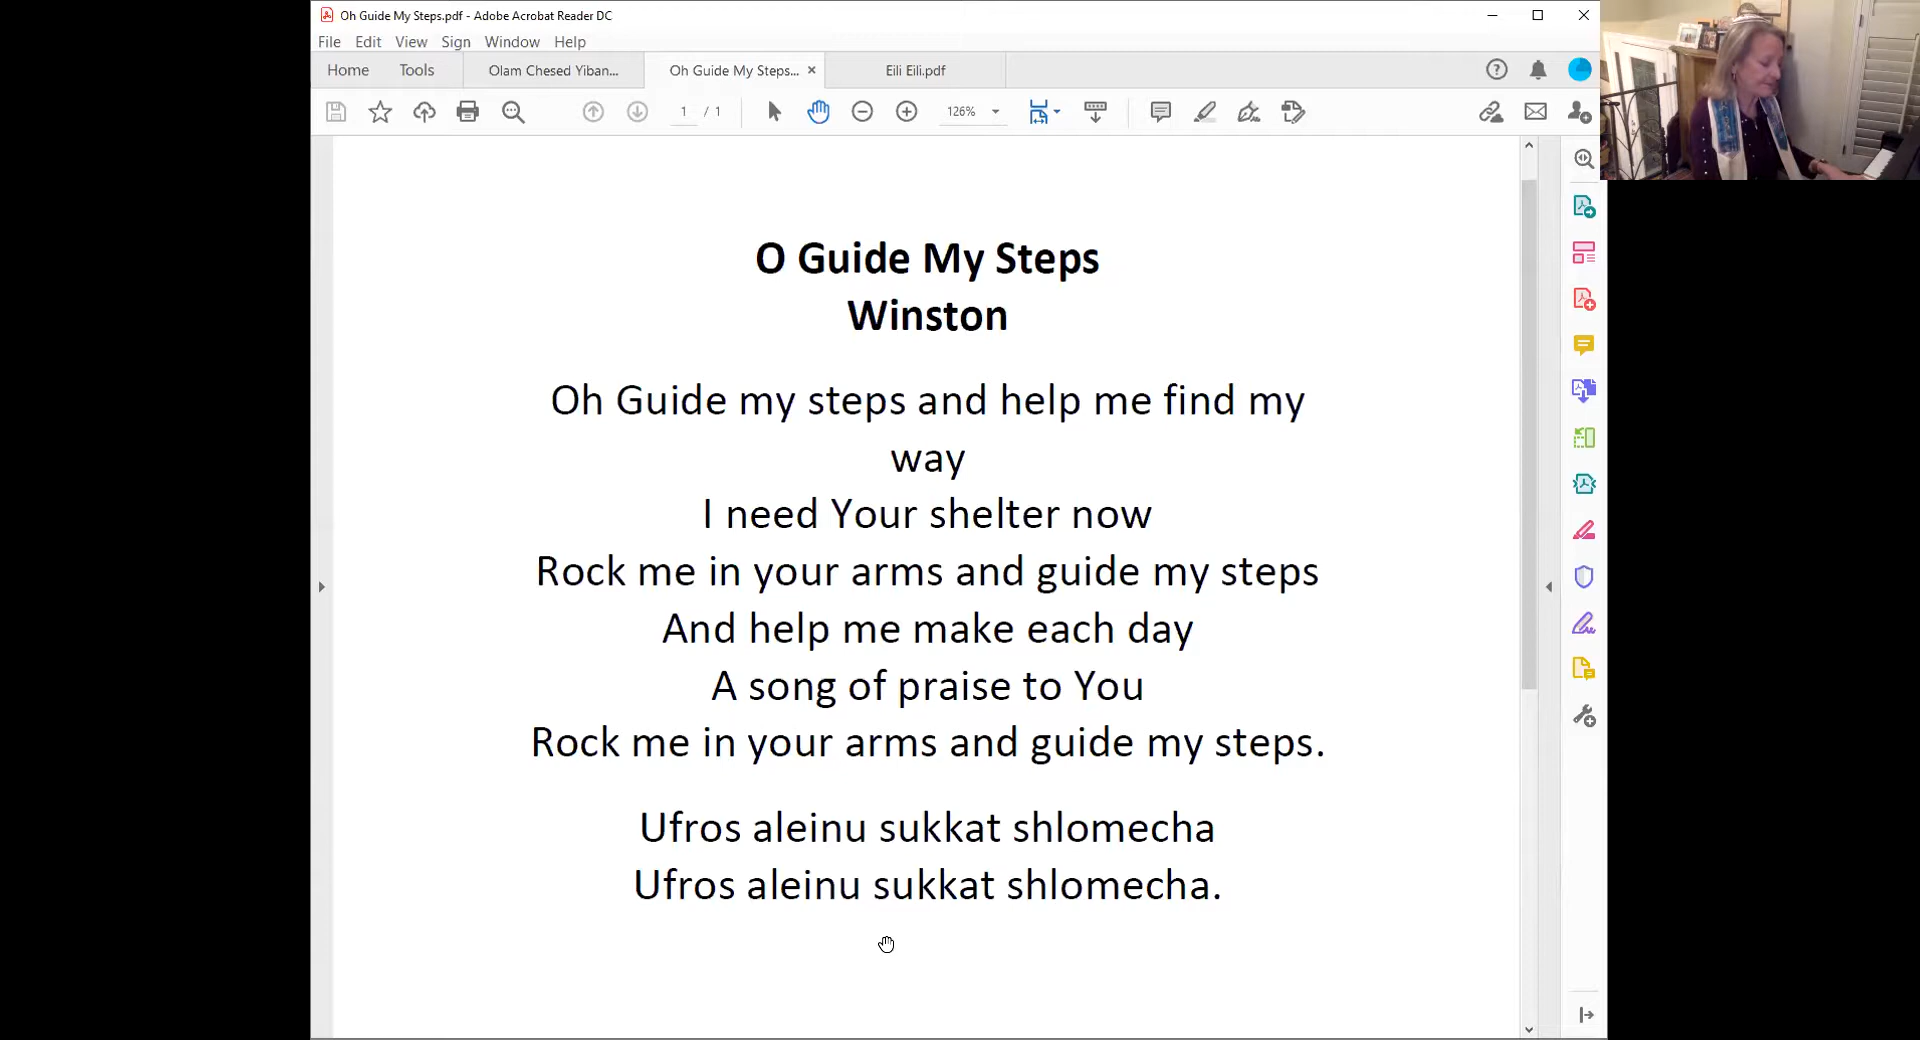 Oh Guide My Steps.pdf - Adobe Acrobat Reader DC
File Edit View Sign Window Help
Home Tools Olam Chesed Yiban... Oh Guide My Steps... × Eili Eili.pdf
1 / 1 126%
O Guide My Steps
Winston
Oh Guide my steps and help me find my
way
I need Your shelter now
Rock me in your arms and guide my steps
And help me make each day
A song of praise to You
Rock me in your arms and guide my steps.
Ufros aleinu sukkat shlomecha
Ufros aleinu sukkat shlomecha.